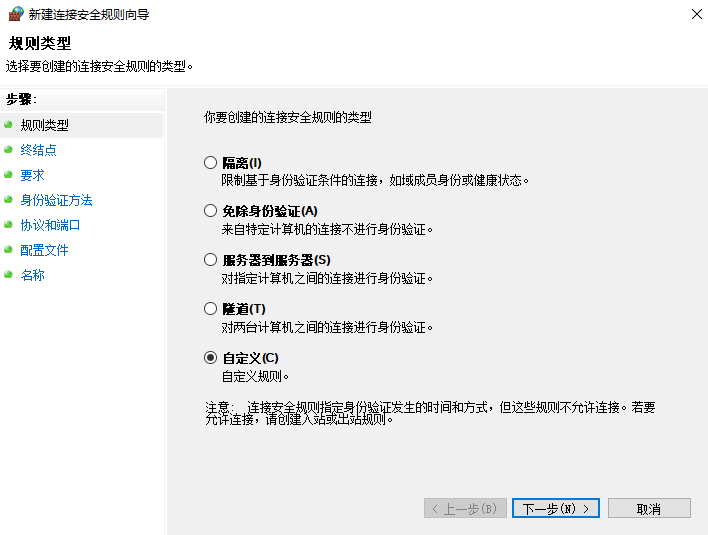 新建连接安全规则向导
规则类型
选择要创建的连接安全规则的类型。
步骤:
规则类型
终结点
要求
身份验证方法
协议和端口
配置文件
名称
你要创建的连接安全规则的类型
隔离(I)
限制基于身份验证条件的连接，如域成员身份或健康状态。
免除身份验证(A)
来自特定计算机的连接不进行身份验证。
服务器到服务器(S)
对指定计算机之间的连接进行身份验证。
隧道(T)
对两台计算机之间的连接进行身份验证。
自定义(C)
自定义规则。
注意: 连接安全规则指定身份验证发生的时间和方式，但这些规则不允许连接。若要
允许连接，请创建入站或出站规则。
< 上一步(B)
下一步(N) >
取消